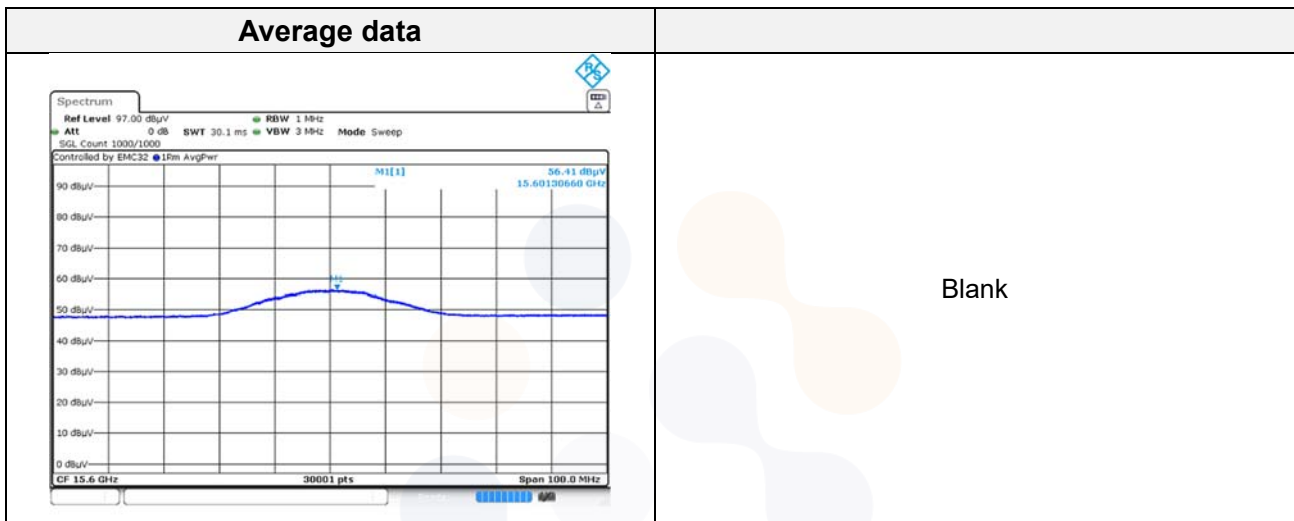 Average data
R&S
Spectrum
Ref Level 97.00 dBµV RBW 1 MHz
Att 0 dB SWT 30.1 ms VBW 3 MHz Mode Sweep
SGL Count 1000/1000
Controlled by EMC32 1Rm AvgPwr
M1[1] 56.41 dBµV
15.60130660 GHz
90 dBµV
80 dBµV
70 dBµV
60 dBµV
M1
50 dBµV
40 dBµV
30 dBµV
20 dBµV
10 dBµV
0 dBµV
CF 15.6 GHz 30001 pts Span 100.0 MHz
Blank